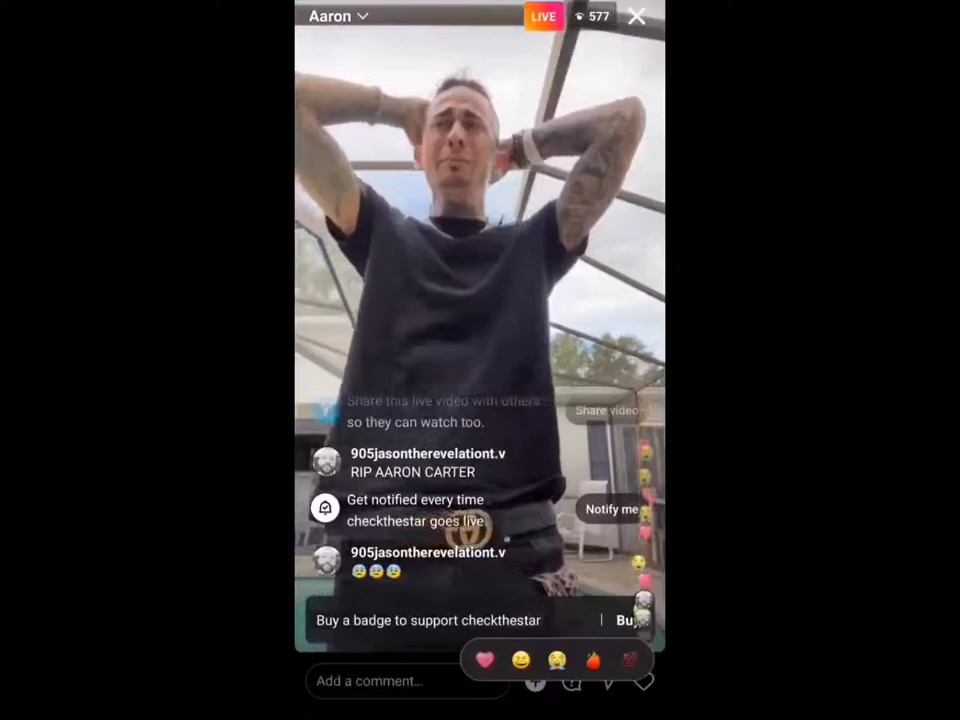 Aaron
LIVE
577
Share this live video with others
so they can watch too.
Share video
905jasontherevelationt.v
RIP AARON CARTER
Get notified every time
checkthestar goes live
Notify me
905jasontherevelationt.v
Buy a badge to support checkthestar
Add a comment...